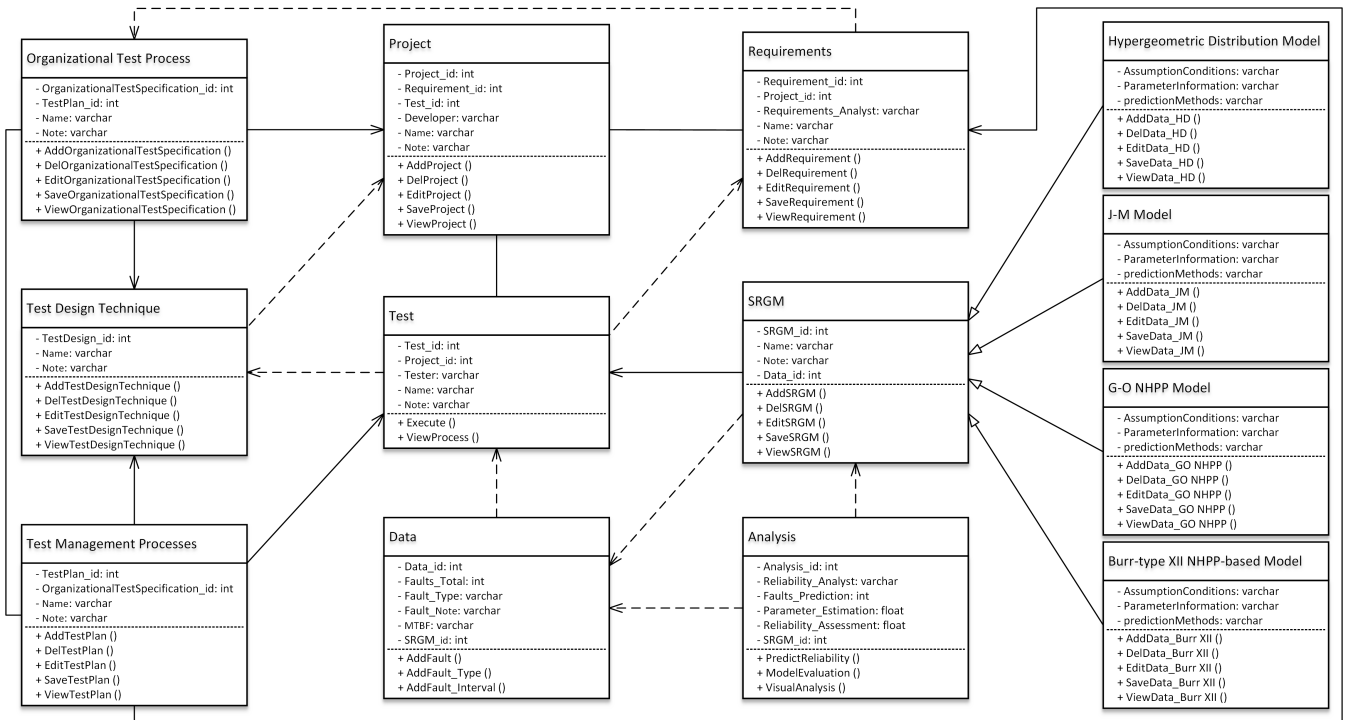 Organizational Test Process
- OrganizationalTestSpecification_id: int
- TestPlan_id: int
- Name: varchar
- Note: varchar
+ AddOrganizationalTestSpecification ()
+ DelOrganizationalTestSpecification ()
+ EditOrganizationalTestSpecification ()
+ SaveOrganizationalTestSpecification ()
+ ViewOrganizationalTestSpecification ()
Project
- Project_id: int
- Requirement_id: int
- Test_id: int
- Developer: varchar
- Name: varchar
- Note: varchar
+ AddProject ()
+ DelProject ()
+ EditProject ()
+ SaveProject ()
+ ViewProject ()
Requirements
- Requirement_id: int
- Project_id: int
- Requirements_Analyst: varchar
- Name: varchar
- Note: varchar
+ AddRequirement ()
+ DelRequirement ()
+ EditRequirement ()
+ SaveRequirement ()
+ ViewRequirement ()
Hypergeometric Distribution Model
- AssumptionConditions: varchar
- ParameterInformation: varchar
- predictionMethods: varchar
+ AddData_HD ()
+ DelData_HD ()
+ EditData_HD ()
+ SaveData_HD ()
+ ViewData_HD ()
J-M Model
- AssumptionConditions: varchar
- ParameterInformation: varchar
- predictionMethods: varchar
+ AddData_JM ()
+ DelData_JM ()
+ EditData_JM ()
+ SaveData_JM ()
+ ViewData_JM ()
Test Design Technique
- TestDesign_id: int
- Name: varchar
- Note: varchar
+ AddTestDesignTechnique ()
+ DelTestDesignTechnique ()
+ EditTestDesignTechnique ()
+ SaveTestDesignTechnique ()
+ ViewTestDesignTechnique ()
Test
- Test_id: int
- Project_id: int
- Tester: varchar
- Name: varchar
- Note: varchar
+ Execute ()
+ ViewProcess ()
SRGM
- SRGM_id: int
- Name: varchar
- Note: varchar
- Data_id: int
+ AddSRGM ()
+ DelSRGM ()
+ EditSRGM ()
+ SaveSRGM ()
+ ViewSRGM ()
G-O NHPP Model
- AssumptionConditions: varchar
- ParameterInformation: varchar
- predictionMethods: varchar
+ AddData_GO NHPP ()
+ DelData_GO NHPP ()
+ EditData_GO NHPP ()
+ SaveData_GO NHPP ()
+ ViewData_GO NHPP ()
Test Management Processes
- TestPlan_id: int
- OrganizationalTestSpecification_id: int
- Name: varchar
- Note: varchar
+ AddTestPlan ()
+ DelTestPlan ()
+ EditTestPlan ()
+ SaveTestPlan ()
+ ViewTestPlan ()
Data
- Data_id: int
- Faults_Total: int
- Fault_Type: varchar
- Fault_Note: varchar
- MTBF: varchar
- SRGM_id: int
+ AddFault ()
+ AddFault_Type ()
+ AddFault_Interval ()
Analysis
- Analysis_id: int
- Reliability_Analyst: varchar
- Faults_Prediction: int
- Parameter_Estimation: float
- Reliability_Assessment: float
- SRGM_id: int
+ PredictReliability ()
+ ModelEvaluation ()
+ VisualAnalysis ()
Burr-type XII NHPP-based Model
- AssumptionConditions: varchar
- ParameterInformation: varchar
- predictionMethods: varchar
+ AddData_Burr XII ()
+ DelData_Burr XII ()
+ EditData_Burr XII ()
+ SaveData_Burr XII ()
+ ViewData_Burr XII ()